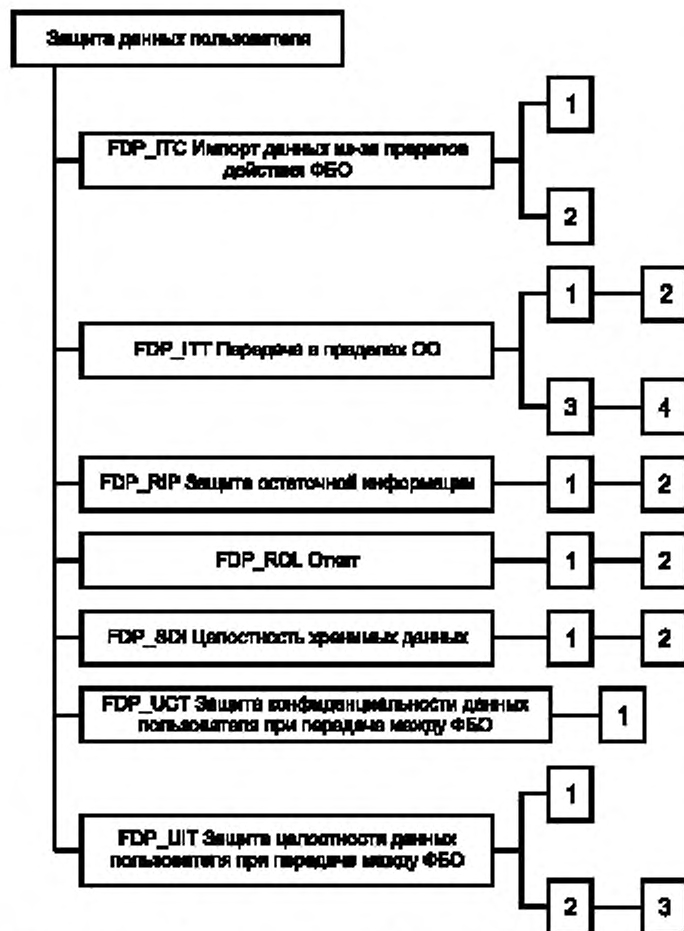 Защита данных пользователя
1
FDP_ITC Импорт данных из-за пределов
действия ФБО
2
1 2
FDP_ITT Передача в пределах ОО
3 4
FDP_RIP Защита остаточной информации 1 2
FDP_ROL Откат 1 2
FDP_SDI Целостность хранимых данных 1 2
FDP_UCT Защита конфиденциальности данных
пользователя при передаче между ФБО 1
1
FDP_UIT Защита целостности данных
пользователя при передаче между ФБО
2 3